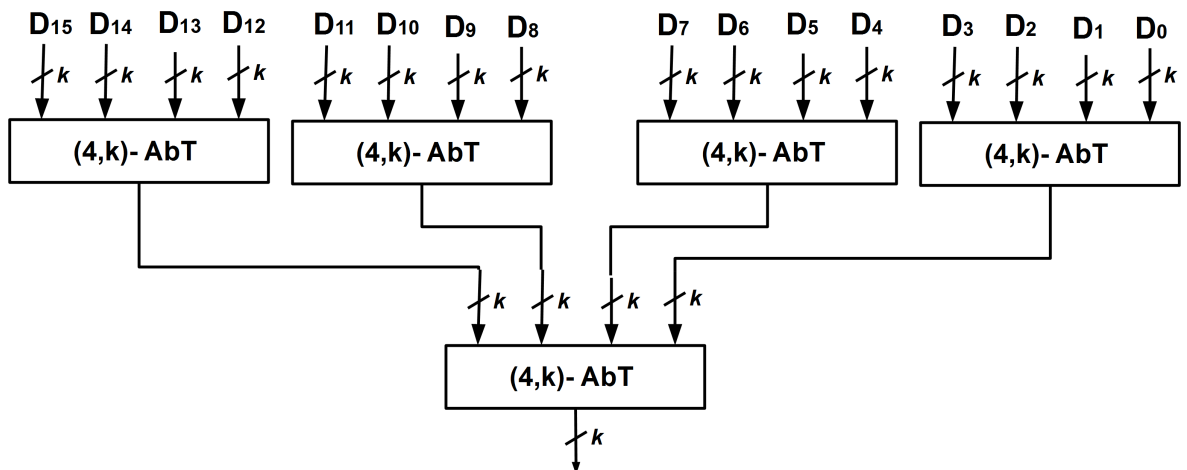 D15 D14 D13 D12 D11 D10 D9 D8 D7 D6 D5 D4 D3 D2 D1 D0
k k k k k k k k k k k k k k k k
(4,k)- AbT (4,k)- AbT (4,k)- AbT (4,k)- AbT
k k k k
(4,k)- AbT
k